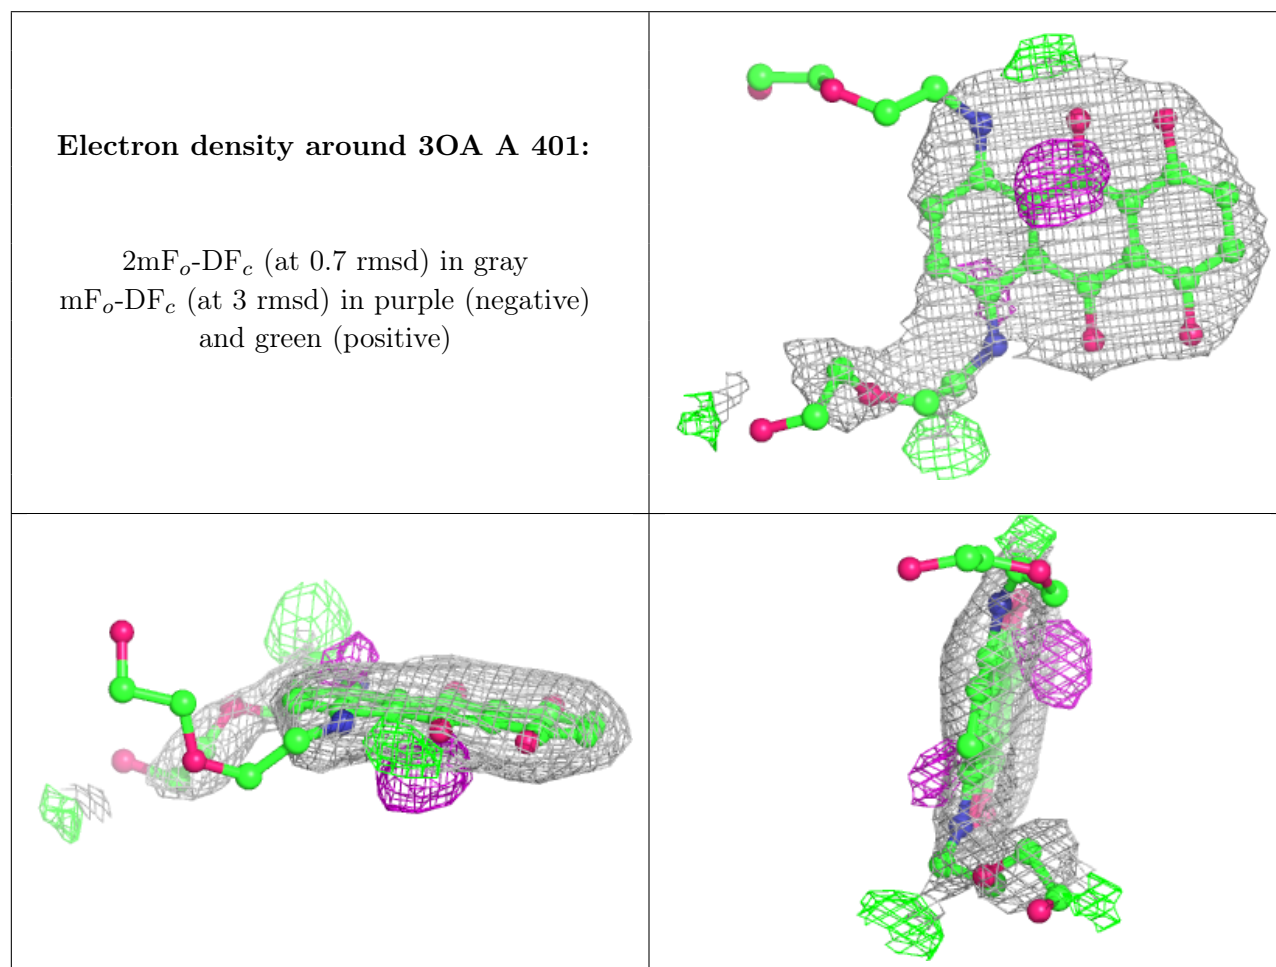 Electron density around 3OA A 401:
2mFₒ-DF𝒸 (at 0.7 rmsd) in gray
mFₒ-DF𝒸 (at 3 rmsd) in purple (negative)
and green (positive)